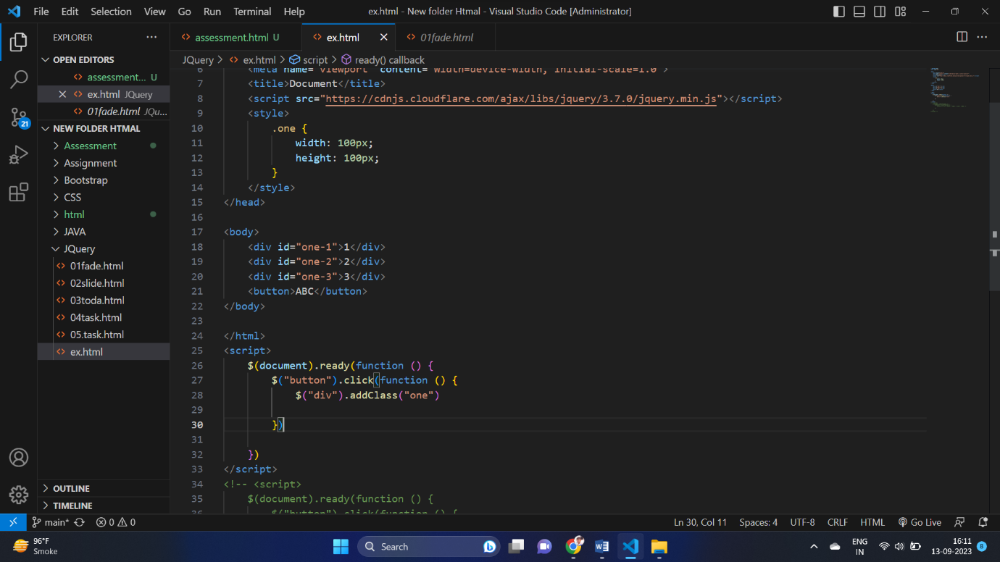 File Edit Selection View Go Run Terminal Help ex.html - New folder Htmal - Visual Studio Code [Administrator]
EXPLORER ···
assessment.html U ex.html 01fade.html
OPEN EDITORS
JQuery > ex.html > script > ready() callback
assessment... U
ex.html JQuery
01fade.html JQu...
NEW FOLDER HTMAL
Assessment
Assignment
Bootstrap
CSS
html
JAVA
JQuery
01fade.html
02slide.html
03toda.html
04task.html
05.task.html
ex.html
OUTLINE
TIMELINE
21
6 <meta name="viewport" content="width=device-width, initial-scale=1.0">
7 <title>Document</title>
8 <script src="https://cdnjs.cloudflare.com/ajax/libs/jquery/3.7.0/jquery.min.js"></script>
9 <style>
10 .one {
11 width: 100px;
12 height: 100px;
13 }
14 </style>
15 </head>
16
17 <body>
18 <div id="one-1">1</div>
19 <div id="one-2">2</div>
20 <div id="one-3">3</div>
21 <button>ABC</button>
22 </body>
23
24 </html>
25 <script>
26 $(document).ready(function () {
27 $("button").click(function () {
28 $("div").addClass("one")
29
30 })
31
32 })
33 </script>
34 <!-- <script>
35 $(document).ready(function () {
36 $("button").click(function () {
main* 0 0 Ln 30, Col 11 Spaces: 4 UTF-8 CRLF HTML Go Live
96°F
Smoke
Search
ENG
IN
16:11
13-09-2023
8